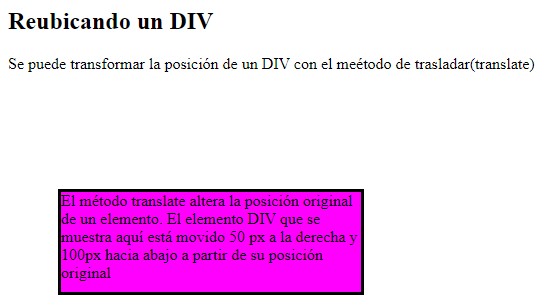 Reubicando un DIV
Se puede transformar la posición de un DIV con el meétodo de trasladar(translate)
El método translate altera la posición original
de un elemento. El elemento DIV que se
muestra aquí está movido 50 px a la derecha y
100px hacia abajo a partir de su posición
original